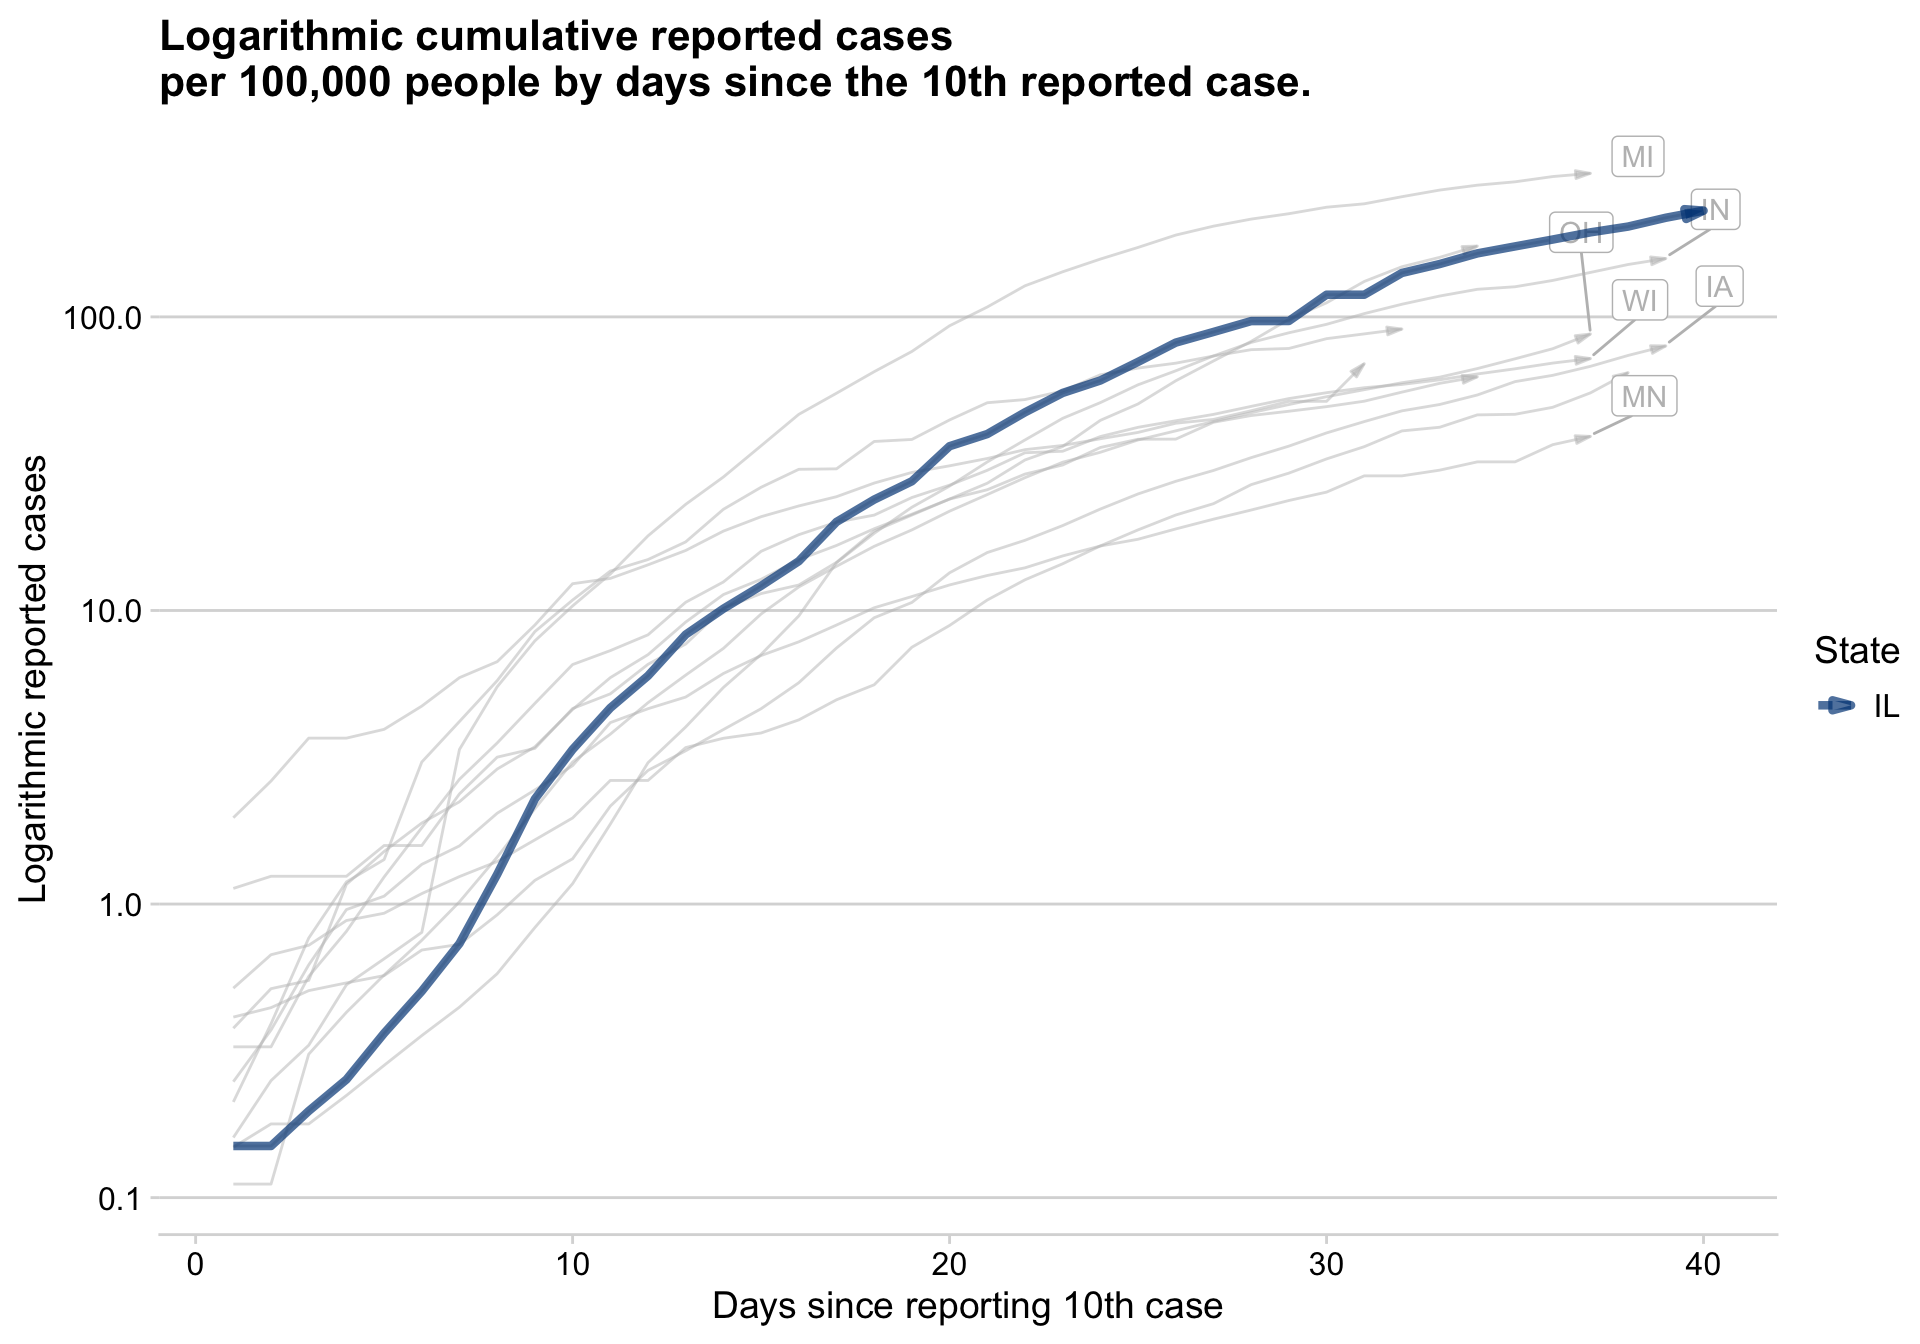 Logarithmic cumulative reported cases
per 100,000 people by days since the 10th reported case.
MI
IN
OH
IA
WI
MN
100.0
10.0
1.0
0.1
Logarithmic reported cases
0 10 20 30 40
Days since reporting 10th case
State
IL